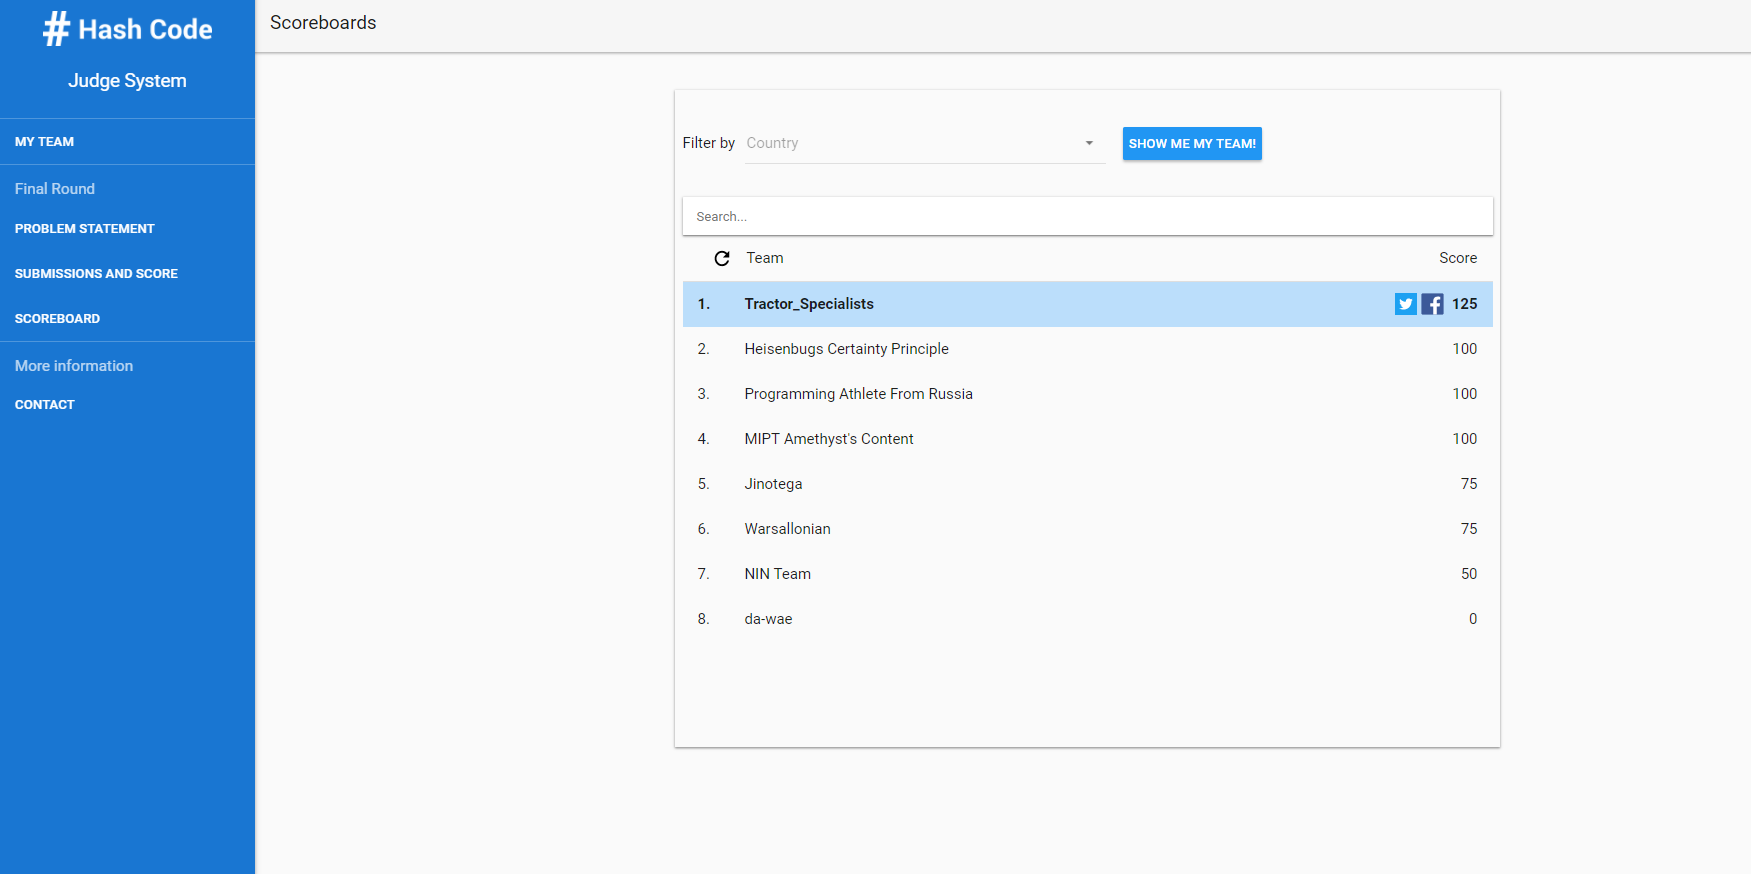 # Hash Code
Judge System
MY TEAM
Final Round
PROBLEM STATEMENT
SUBMISSIONS AND SCORE
SCOREBOARD
More information
CONTACT
Scoreboards
Filter by Country SHOW ME MY TEAM!
Search...
Team Score
1. Tractor_Specialists 125
2. Heisenbugs Certainty Principle 100
3. Programming Athlete From Russia 100
4. MIPT Amethyst's Content 100
5. Jinotega 75
6. Warsallonian 75
7. NIN Team 50
8. da-wae 0